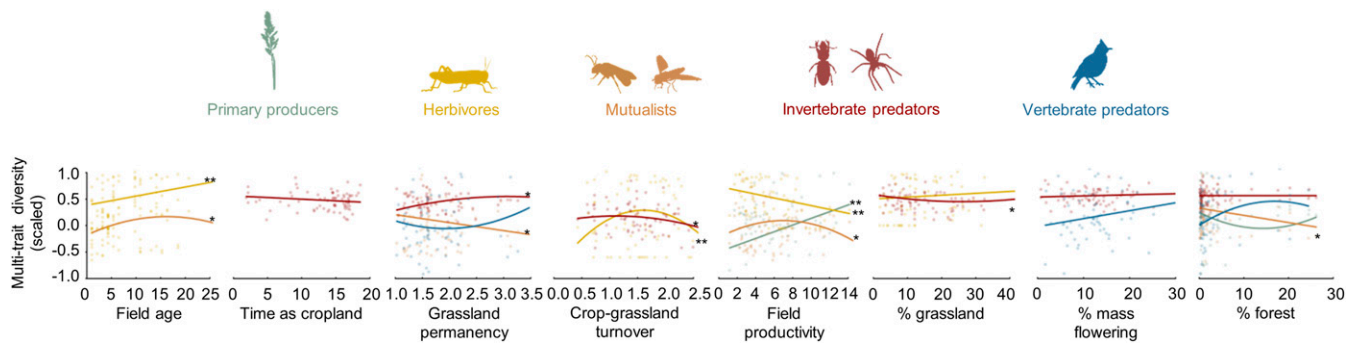 Primary producers
Herbivores
Mutualists
Invertebrate predators
Vertebrate predators
Multi-trait diversity
(scaled)
1.0
0.5
0.0
-0.5
-1.0
** * * * * ** ** ** * * *
0 5 10 15 20 25
0 5 10 15 20
1.0 1.5 2.0 2.5 3.0 3.5
0.0 0.5 1.0 1.5 2.0 2.5
0 2 4 6 8 10 12 14
0 10 20 30 40
0 5 10 15 20 25 30
0 10 20 30
Field age
Time as cropland
Grassland
permanency
Crop-grassland
turnover
Field
productivity
% grassland
% mass
flowering
% forest